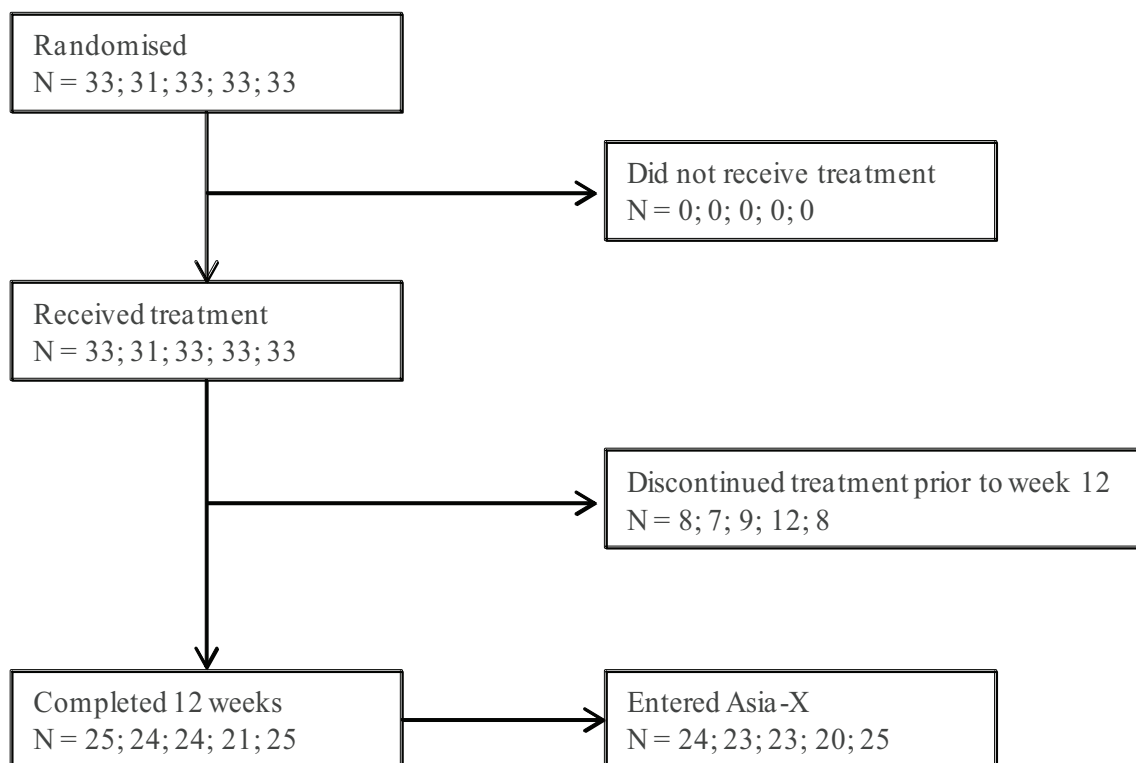 Randomised
N = 33; 31; 33; 33; 33
Did not receive treatment
N = 0; 0; 0; 0; 0
Received treatment
N = 33; 31; 33; 33; 33
Discontinued treatment prior to week 12
N = 8; 7; 9; 12; 8
Completed 12 weeks
N = 25; 24; 24; 21; 25
Entered Asia-X
N = 24; 23; 23; 20; 25